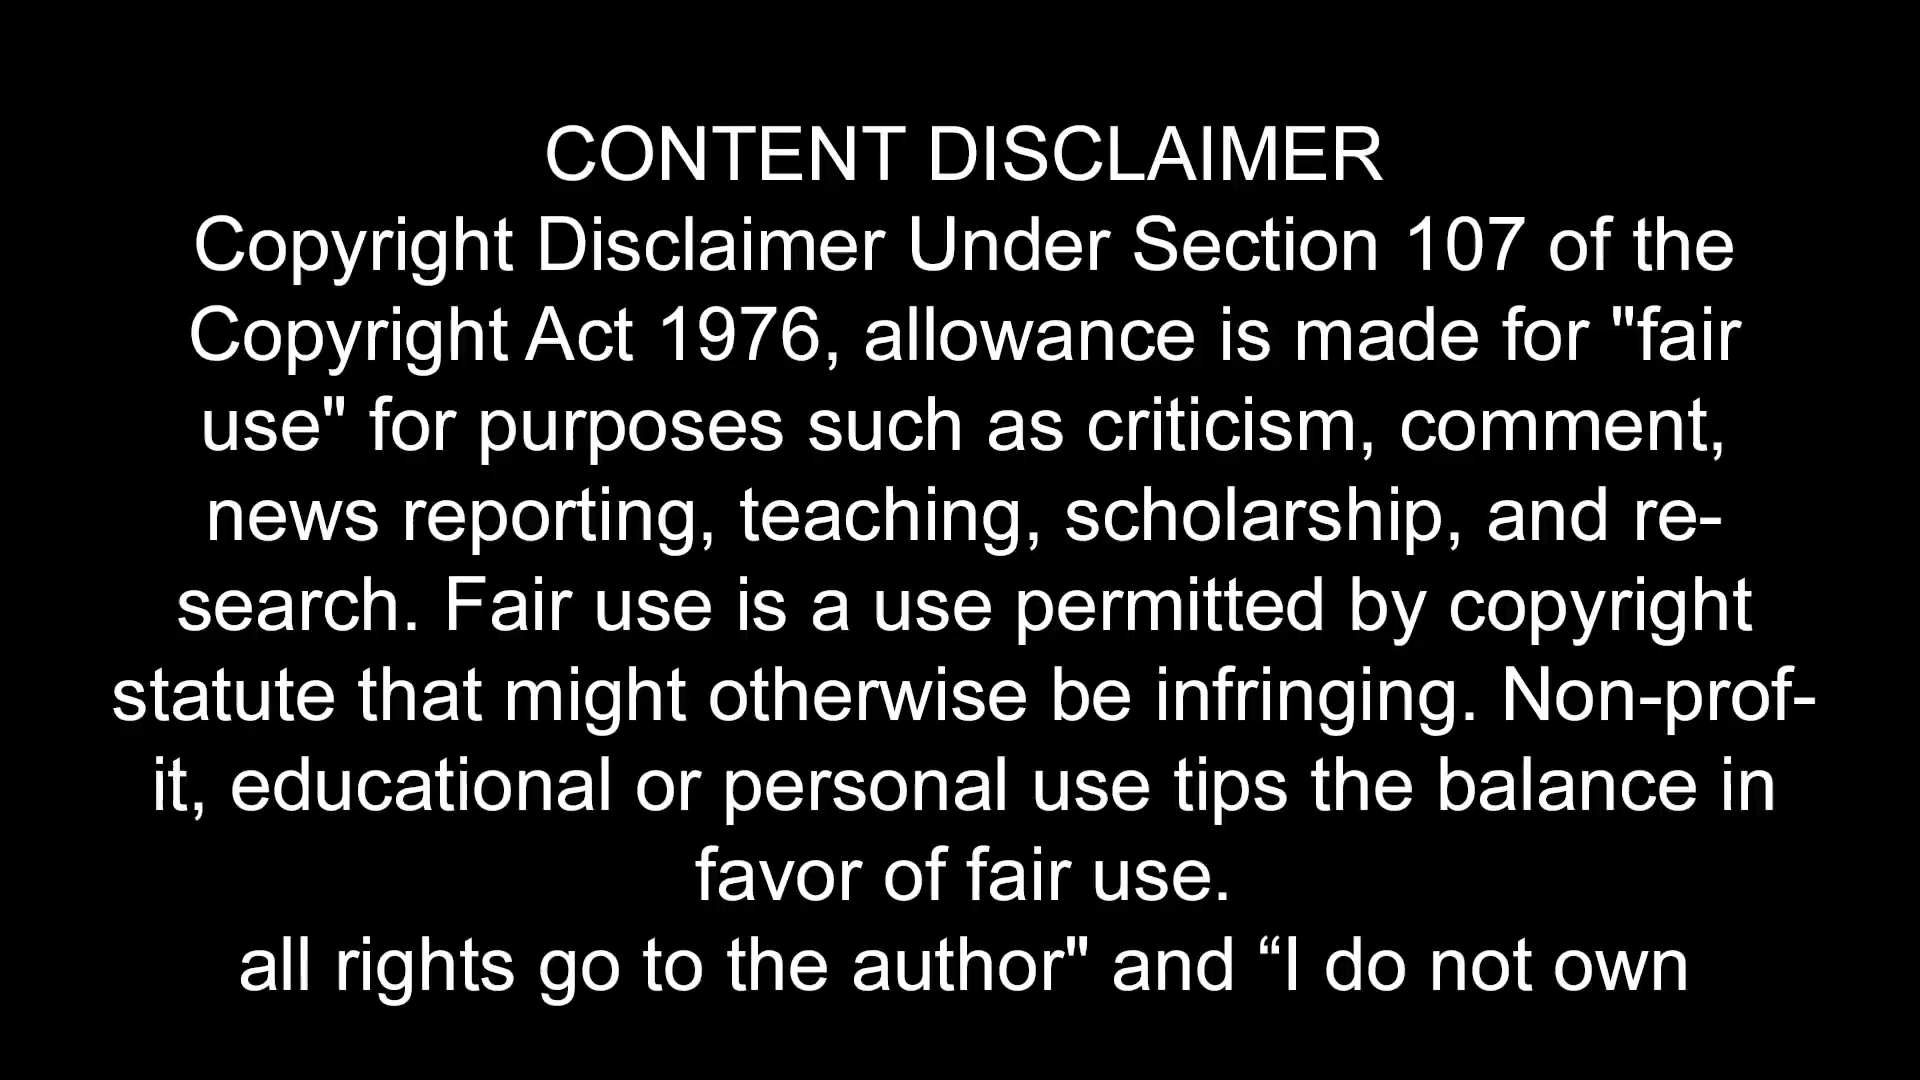 CONTENT DISCLAIMER
Copyright Disclaimer Under Section 107 of the
Copyright Act 1976, allowance is made for "fair
use" for purposes such as criticism, comment,
news reporting, teaching, scholarship, and re-
search. Fair use is a use permitted by copyright
statute that might otherwise be infringing. Non-prof-
it, educational or personal use tips the balance in
favor of fair use.
all rights go to the author" and “I do not own